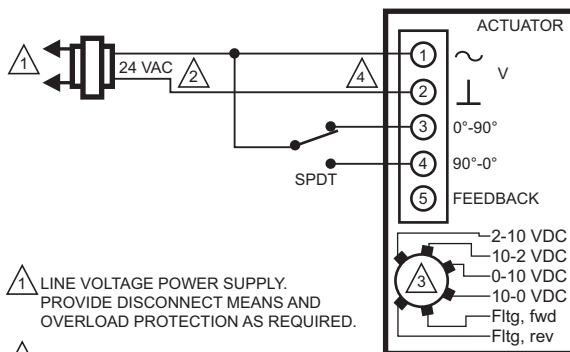 ACTUATOR
1
24 VAC
2
4
1
V
2
3
0°-90°
4
90°-0°
SPDT
5
FEEDBACK
2-10 VDC
10-2 VDC
0-10 VDC
10-0 VDC
Fltg, fwd
Fltg, rev
3
1 LINE VOLTAGE POWER SUPPLY.
PROVIDE DISCONNECT MEANS AND
OVERLOAD PROTECTION AS REQUIRED.